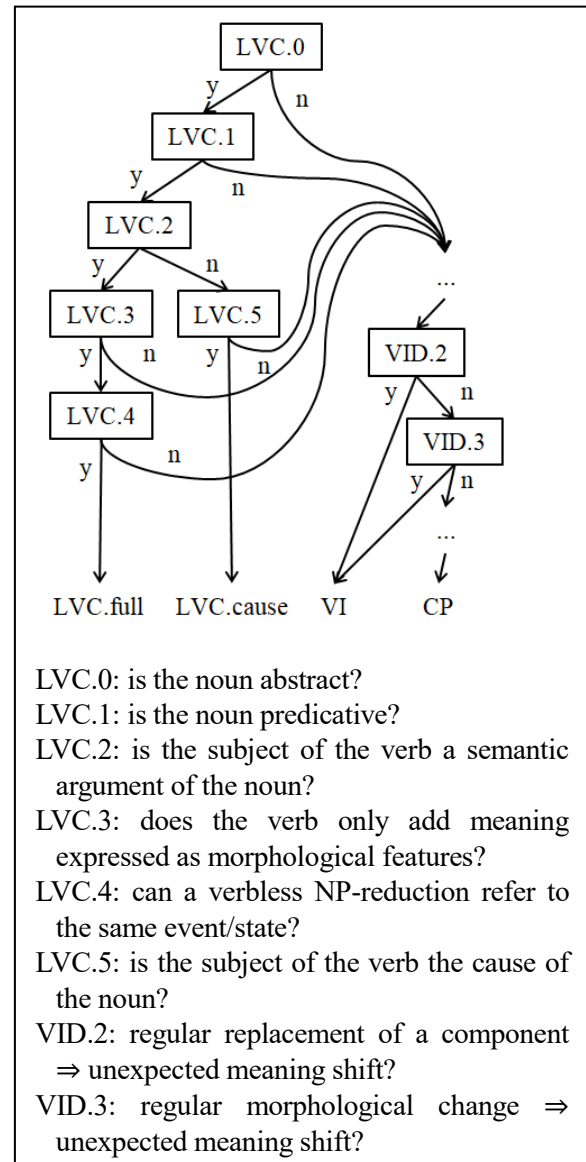 LVC.0
y
n
LVC.1
y
n
LVC.2
y
n
...
LVC.3
LVC.5
VID.2
y
n
y
n
y
n
LVC.4
VID.3
y
n
y
n
...
LVC.full LVC.cause VI CP
LVC.0: is the noun abstract?
LVC.1: is the noun predicative?
LVC.2: is the subject of the verb a semantic
argument of the noun?
LVC.3: does the verb only add meaning
expressed as morphological features?
LVC.4: can a verbless NP-reduction refer to
the same event/state?
LVC.5: is the subject of the verb the cause of
the noun?
VID.2: regular replacement of a component
⇒ unexpected meaning shift?
VID.3: regular morphological change ⇒
unexpected meaning shift?